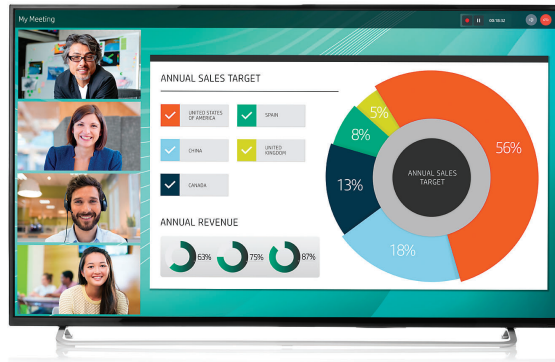 My Meeting
00:18:32
ANNUAL SALES TARGET
UNITED STATES
OF AMERICA
SPAIN
CHINA
UNITED
KINGDOM
CANADA
ANNUAL REVENUE
63%
75%
87%
5%
8%
13%
18%
56%
ANNUAL SALES
TARGET